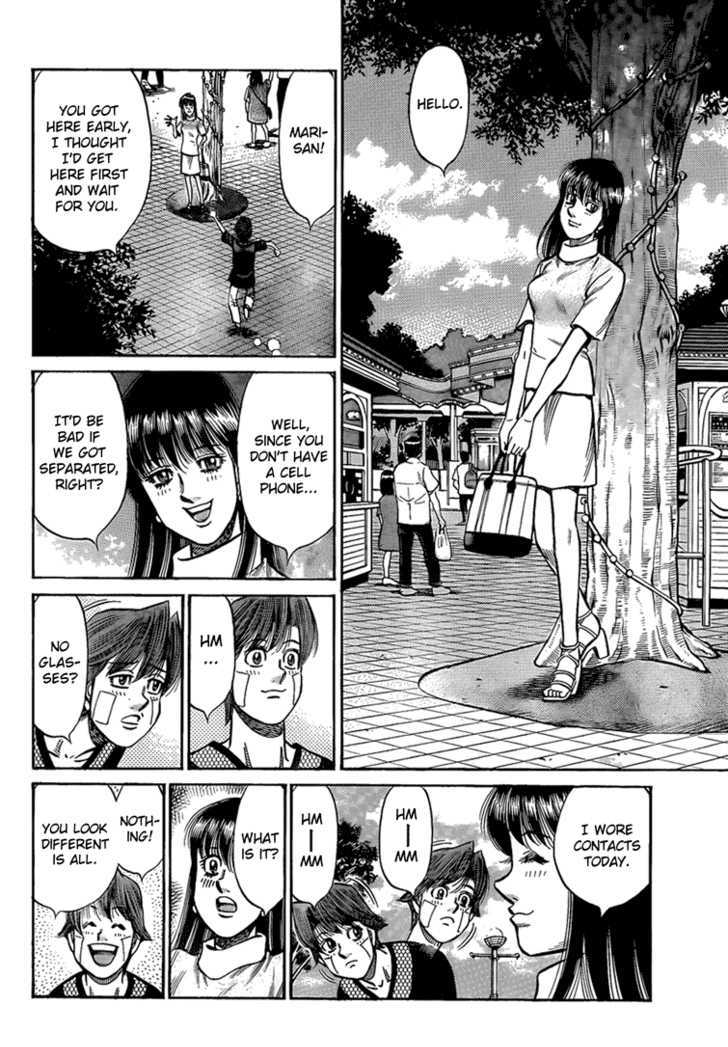 HELLO.
MARI-
SAN!
YOU GOT
HERE EARLY,
I THOUGHT
I'D GET
HERE FIRST
AND WAIT
FOR YOU.
WELL,
SINCE YOU
DON'T HAVE
A CELL
PHONE...
IT'D BE
BAD IF
WE GOT
SEPARATED,
RIGHT?
HM
...
NO
GLAS-
SES?
I WORE
CONTACTS
TODAY.
HM
|
MM
HM
|
MM
WHAT
IS IT?
NOTH-
ING!
YOU LOOK
DIFFERENT
IS ALL.